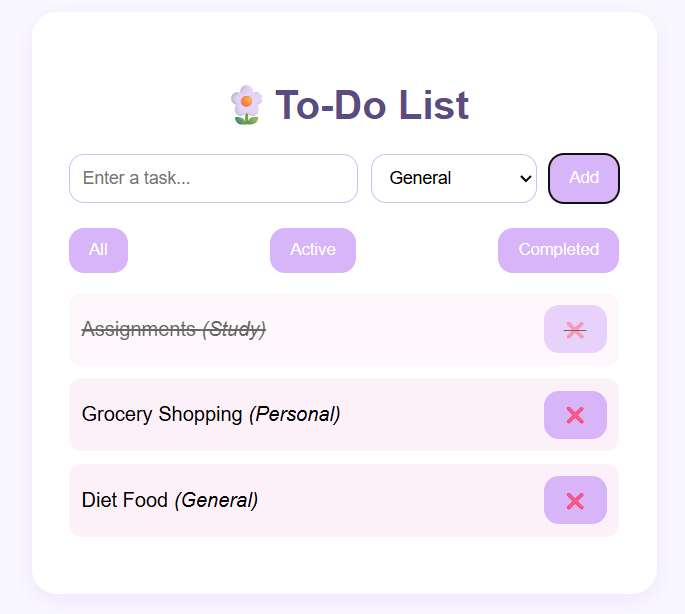 To-Do List
Enter a task... General Add
All Active Completed
Assignments (Study)
Grocery Shopping (Personal)
Diet Food (General)